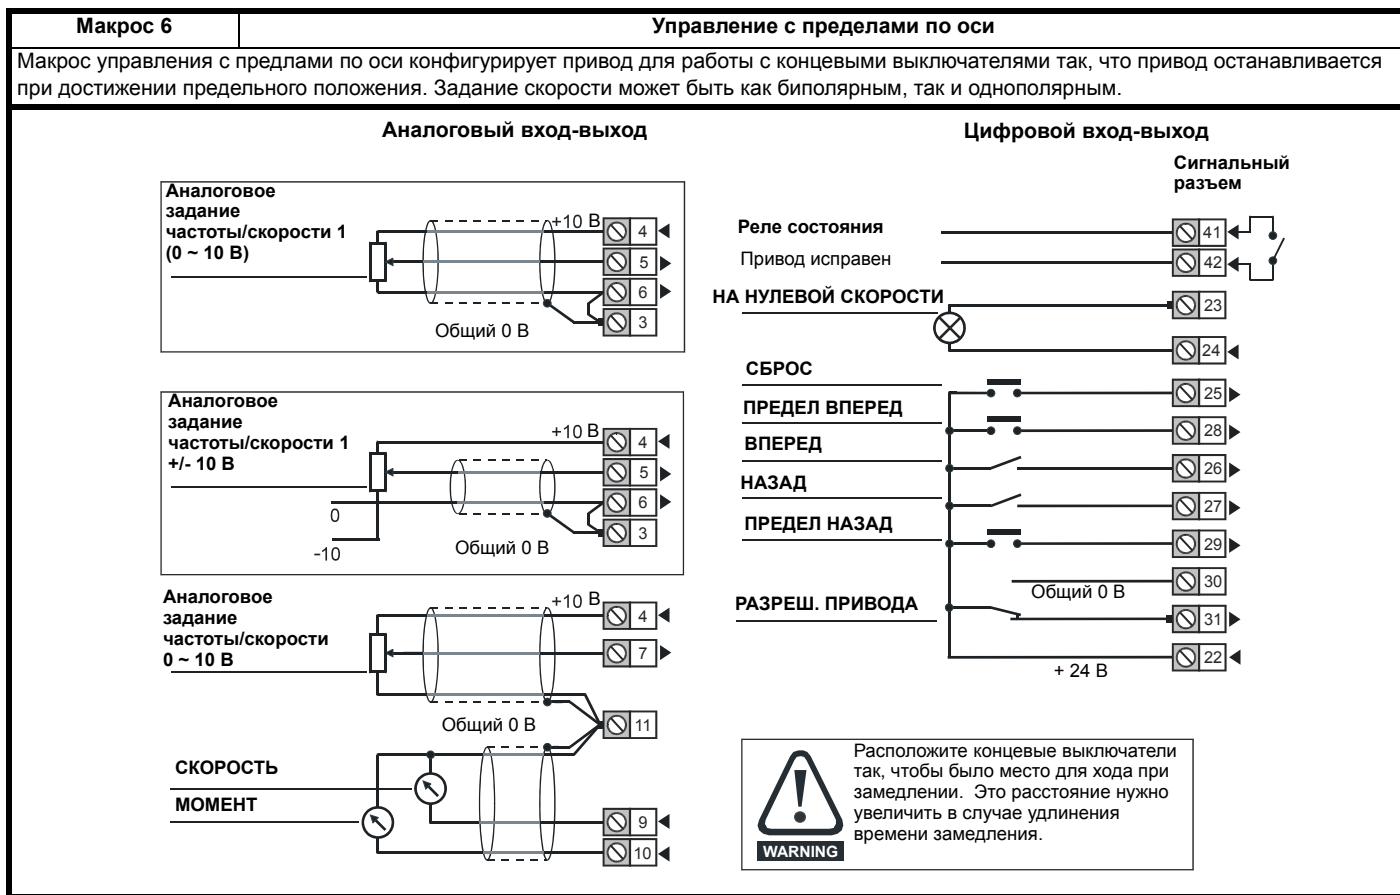 Макрос 6
Управление с пределами по оси
Макрос управления с предлами по оси конфигурирует привод для работы с концевыми выключателями так, что привод останавливается
при достижении предельного положения. Задание скорости может быть как биполярным, так и однополярным.
Аналоговый вход-выход
Аналоговое
задание
частоты/скорости 1
(0 ~ 10 В)
+10 В
4
5
6
3
Общий 0 В
Аналоговое
задание
частоты/скорости 1
+/- 10 В
+10 В
4
5
6
3
0
-10
Общий 0 В
Аналоговое
задание
частоты/скорости
0 ~ 10 В
+10 В
4
7
Общий 0 В
11
СКОРОСТЬ
МОМЕНТ
9
10
Цифровой вход-выход
Сигнальный
разъем
Реле состояния
41
Привод исправен
42
НА НУЛЕВОЙ СКОРОСТИ
23
24
СБРОС
25
ПРЕДЕЛ ВПЕРЕД
28
ВПЕРЕД
26
НАЗАД
27
ПРЕДЕЛ НАЗАД
29
30
Общий 0 В
РАЗРЕШ. ПРИВОДА
31
22
+ 24 В
WARNING
Расположите концевые выключатели
так, чтобы было место для хода при
замедлении. Это расстояние нужно
увеличить в случае удлинения
времени замедления.